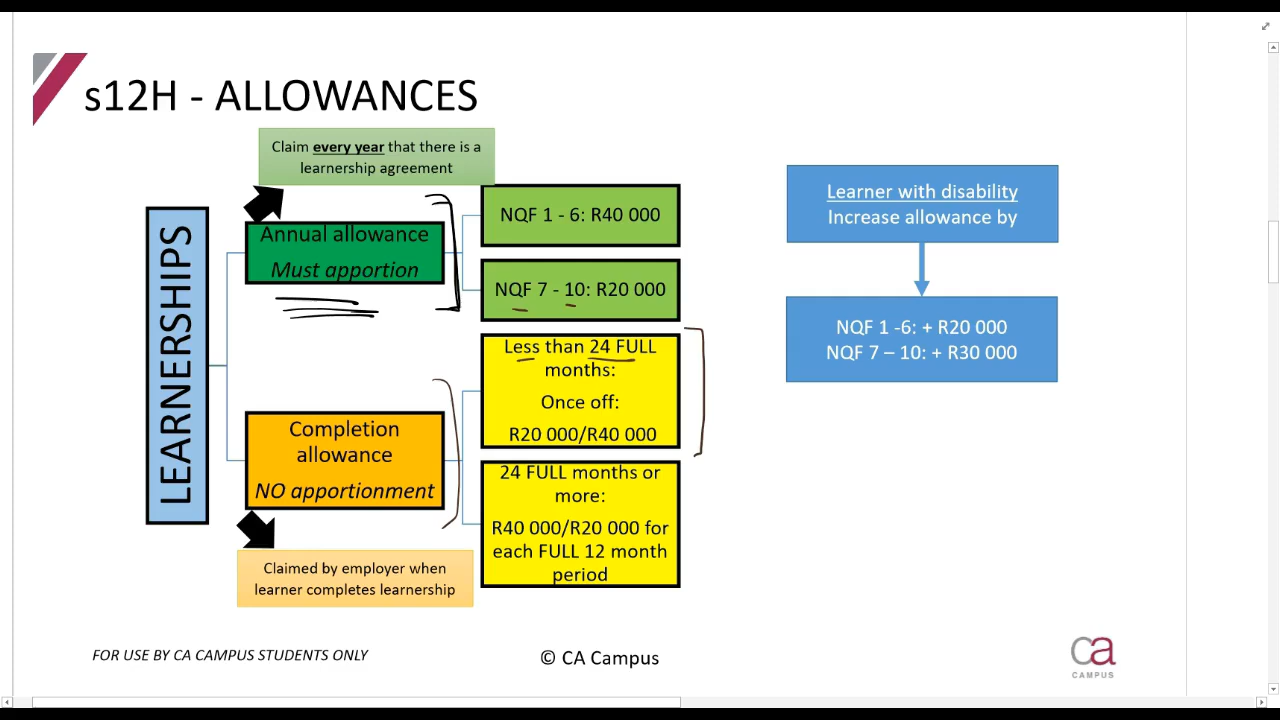 s12H - ALLOWANCES
Claim every year that there is a
learnership agreement
LEARNERSHIPS
Annual allowance
Must apportion
NQF 1 - 6: R40 000
NQF 7 - 10: R20 000
Completion
allowance
NO apportionment
Less than 24 FULL
months:
Once off:
R20 000/R40 000
24 FULL months or
more:
R40 000/R20 000 for
each FULL 12 month
period
Claimed by employer when
learner completes learnership
Learner with disability
Increase allowance by
NQF 1 -6: + R20 000
NQF 7 – 10: + R30 000
FOR USE BY CA CAMPUS STUDENTS ONLY
© CA Campus
ca
CAMPUS